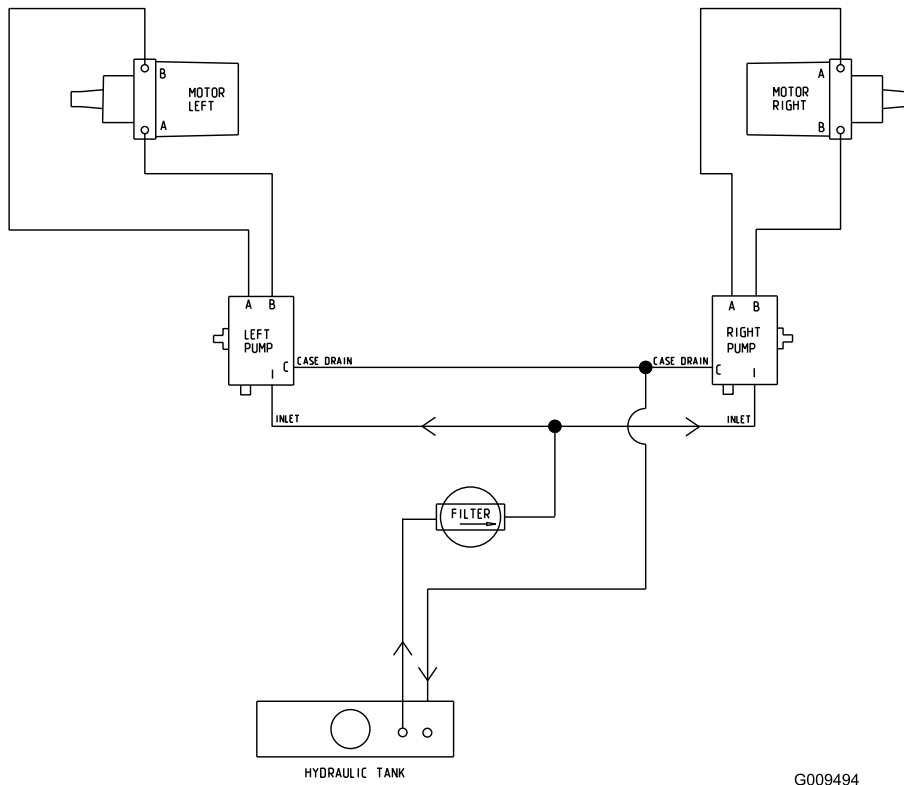 B
MOTOR
LEFT
A
A
MOTOR
RIGHT
B
A B
LEFT
PUMP
C
I
CASE DRAIN
INLET
CASE DRAIN
A B
RIGHT
PUMP
C
I
INLET
FILTER
HYDRAULIC TANK
G009494